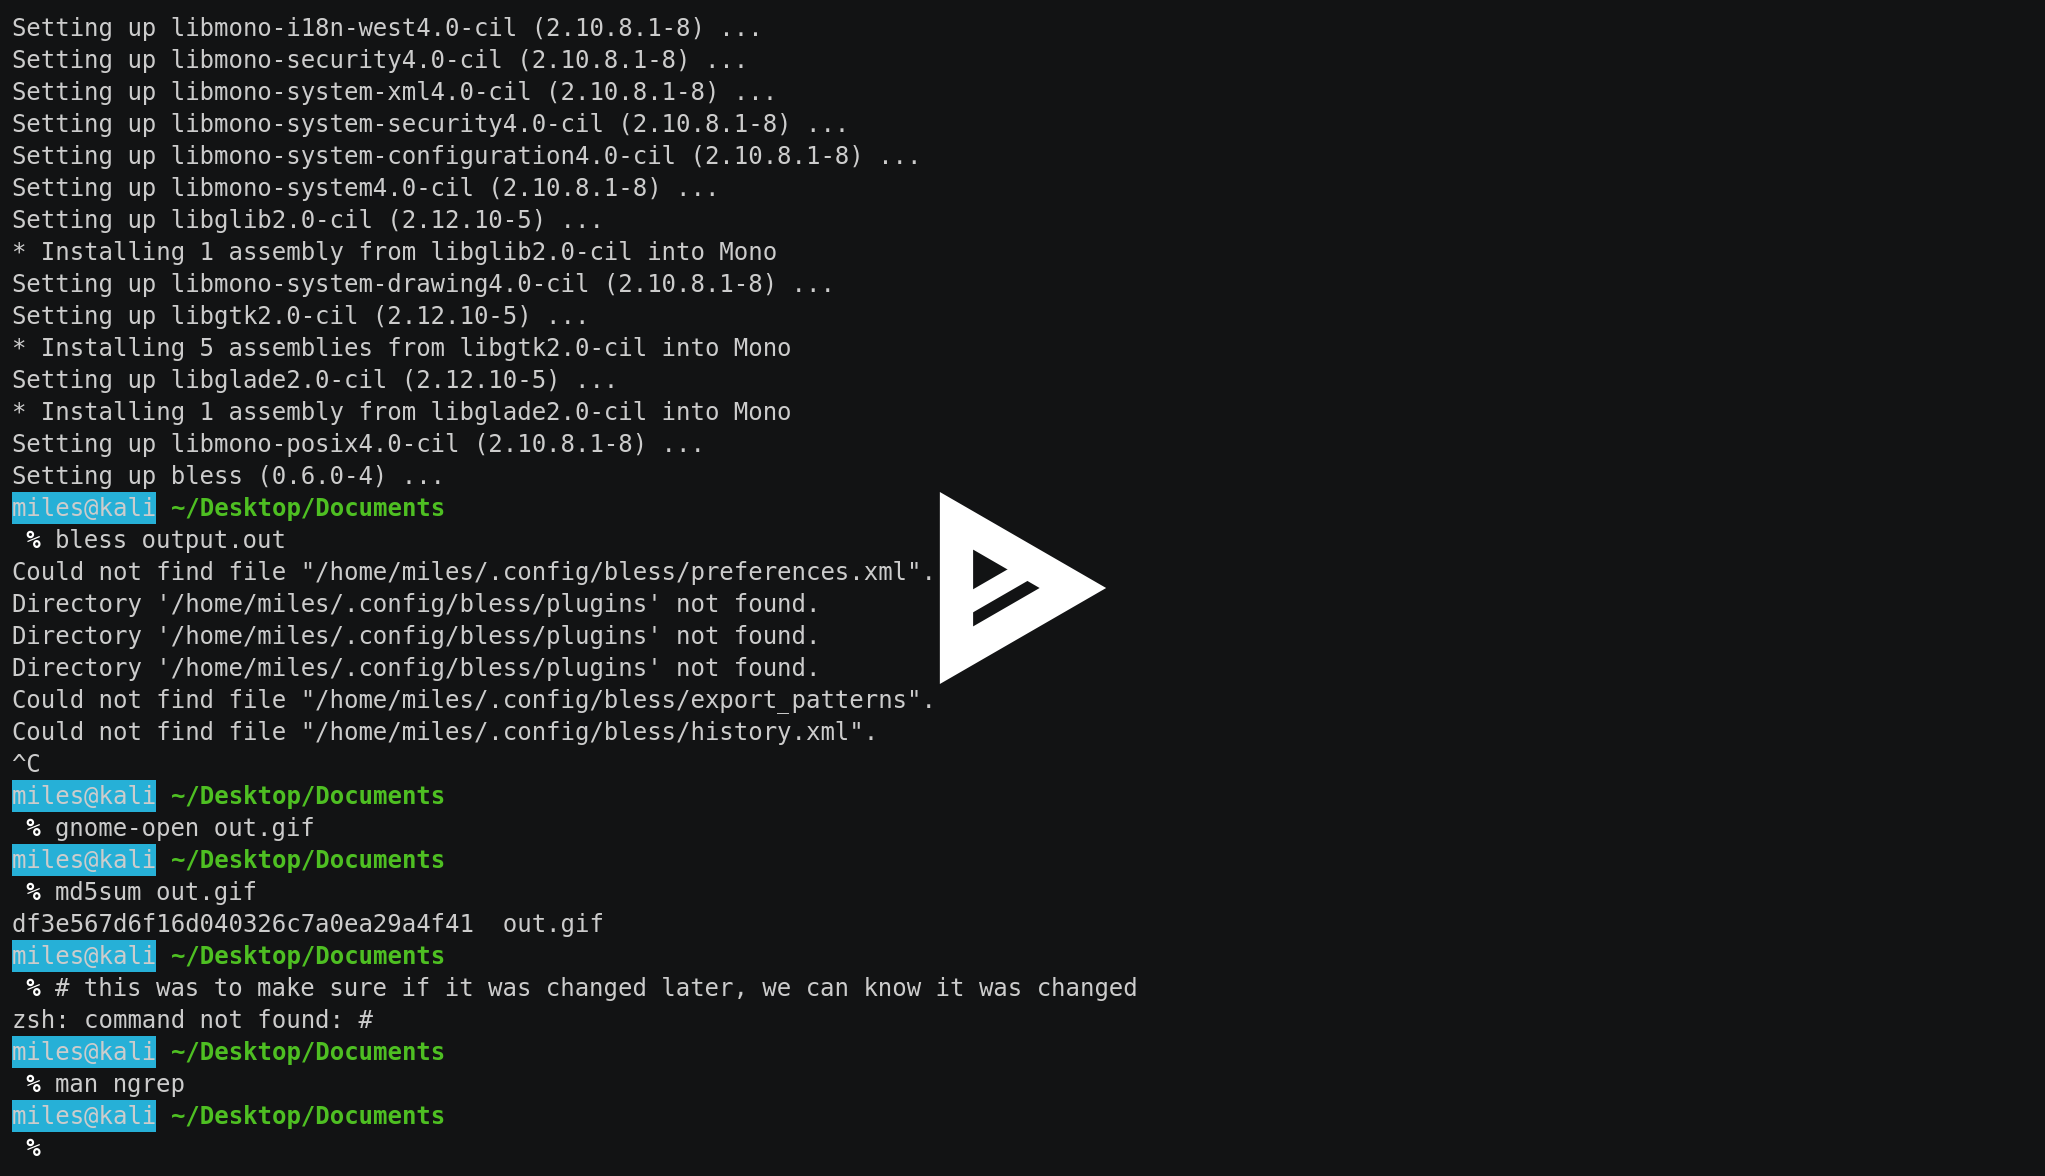 Setting up libmono-i18n-west4.0-cil (2.10.8.1-8) ...
Setting up libmono-security4.0-cil (2.10.8.1-8) ...
Setting up libmono-system-xml4.0-cil (2.10.8.1-8) ...
Setting up libmono-system-security4.0-cil (2.10.8.1-8) ...
Setting up libmono-system-configuration4.0-cil (2.10.8.1-8) ...
Setting up libmono-system4.0-cil (2.10.8.1-8) ...
Setting up libglib2.0-cil (2.12.10-5) ...
* Installing 1 assembly from libglib2.0-cil into Mono
Setting up libmono-system-drawing4.0-cil (2.10.8.1-8) ...
Setting up libgtk2.0-cil (2.12.10-5) ...
* Installing 5 assemblies from libgtk2.0-cil into Mono
Setting up libglade2.0-cil (2.12.10-5) ...
* Installing 1 assembly from libglade2.0-cil into Mono
Setting up libmono-posix4.0-cil (2.10.8.1-8) ...
Setting up bless (0.6.0-4) ...
miles@kali ~/Desktop/Documents
 % bless output.out
Could not find file "/home/miles/.config/bless/preferences.xml".
Directory '/home/miles/.config/bless/plugins' not found.
Directory '/home/miles/.config/bless/plugins' not found.
Directory '/home/miles/.config/bless/plugins' not found.
Could not find file "/home/miles/.config/bless/export_patterns".
Could not find file "/home/miles/.config/bless/history.xml".
^C
miles@kali ~/Desktop/Documents
 % gnome-open out.gif
miles@kali ~/Desktop/Documents
 % md5sum out.gif
df3e567d6f16d040326c7a0ea29a4f41  out.gif
miles@kali ~/Desktop/Documents
 % # this was to make sure if it was changed later, we can know it was changed
zsh: command not found: #
miles@kali ~/Desktop/Documents
 % man ngrep
miles@kali ~/Desktop/Documents
 %